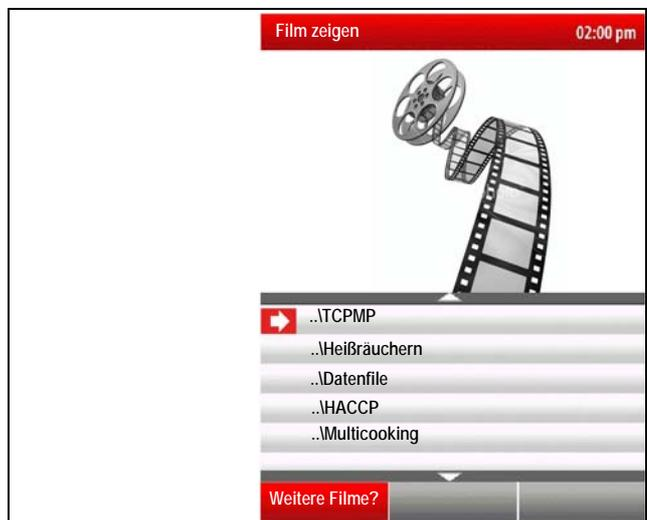 Film zeigen 02:00 pm
..\TCPMP
..\Heißräuchern
..\Datenfile
..\HACCP
..\Multicooking
Weitere Filme?